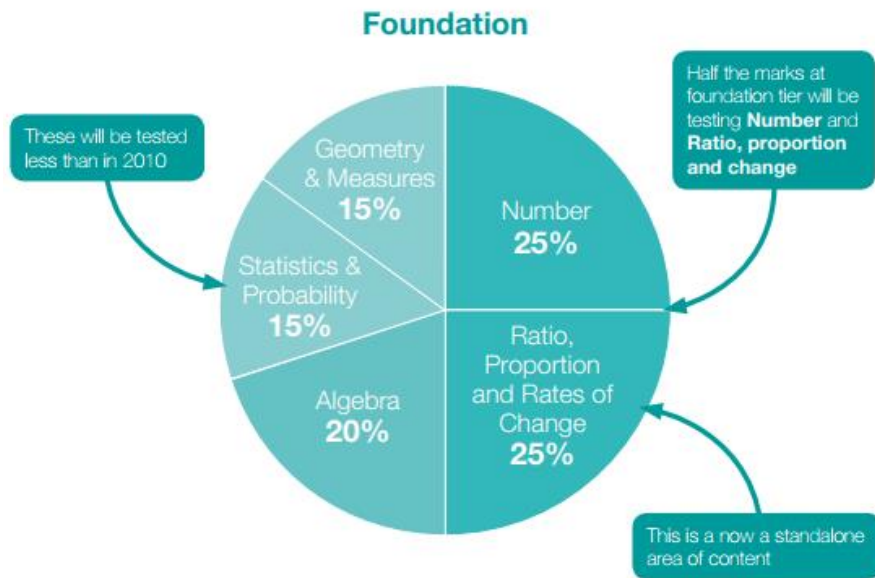 Foundation
Half the marks at
foundation tier will be
testing Number and
Ratio, proportion
and change
These will be tested
less than in 2010
Geometry
& Measures
15%
Number
25%
Statistics &
Probability
15%
Ratio,
Proportion
and Rates of
Change
25%
Algebra
20%
This is a now a standalone
area of content